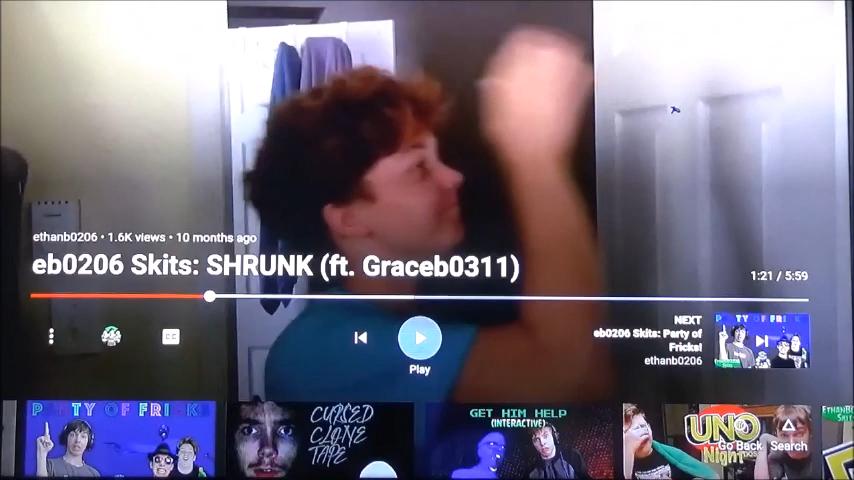 ethanb0206 • 1.6K views • 10 months ago
eb0206 Skits: SHRUNK (ft. Graceb0311)
1:21 / 5:59
NEXT
eb0206 Skits: Party of
Fricks!
ethanb0206
CC
Play
PARTY OF FRICKS
CURSED
CLONE
TAPE
GET HIM HELP
(INTERACTIVE)
UNO
Night
Go Back
Search
ETHANB